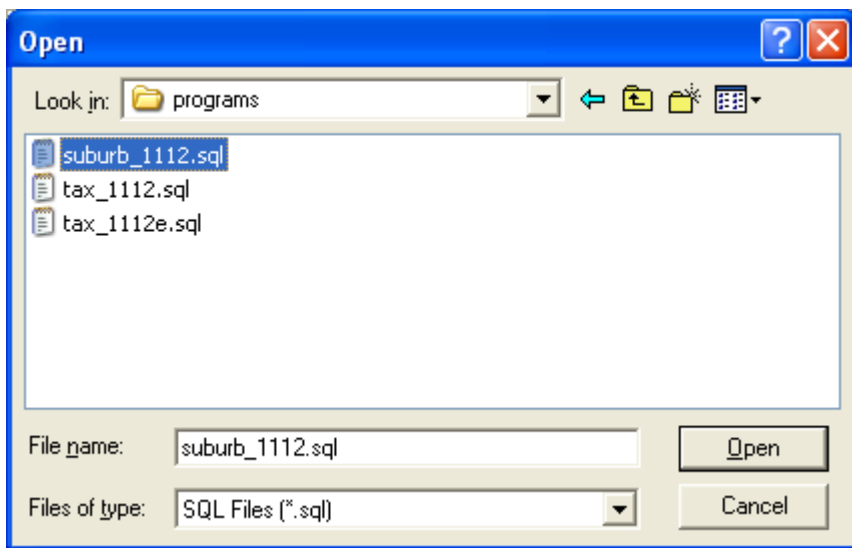 Open
Look in: programs
suburb_1112.sql
tax_1112.sql
tax_1112e.sql
File name: suburb_1112.sql Open
Files of type: SQL Files (*.sql) Cancel